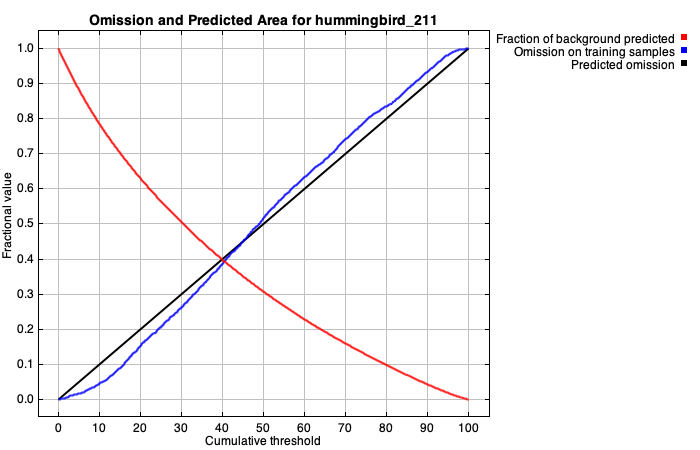 Omission and Predicted Area for hummingbird_211
Fraction of background predicted
Omission on training samples
Predicted omission
Fractional value
1.0
0.9
0.8
0.7
0.6
0.5
0.4
0.3
0.2
0.1
0.0
0 10 20 30 40 50 60 70 80 90 100
Cumulative threshold